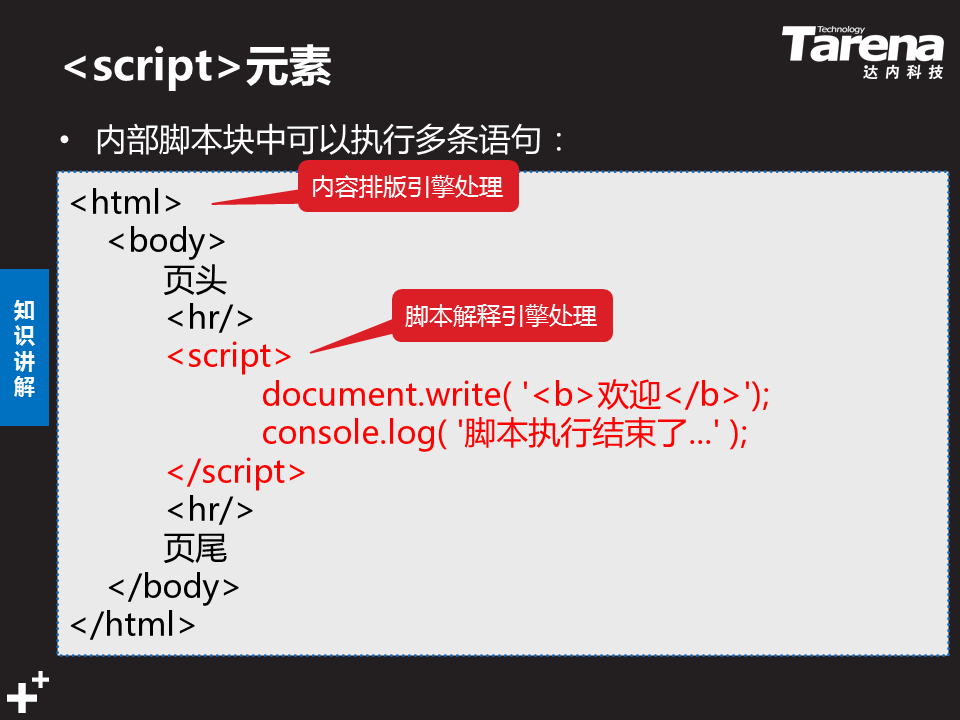 <script>元素
Technology
Tarena
达内科技
• 内部脚本块中可以执行多条语句：
内容排版引擎处理
<html>
<body>
页头
<hr/>
脚本解释引擎处理
<script>
document.write( '<b>欢迎</b>');
console.log( '脚本执行结束了…' );
</script>
<hr/>
页尾
</body>
</html>
知识讲解